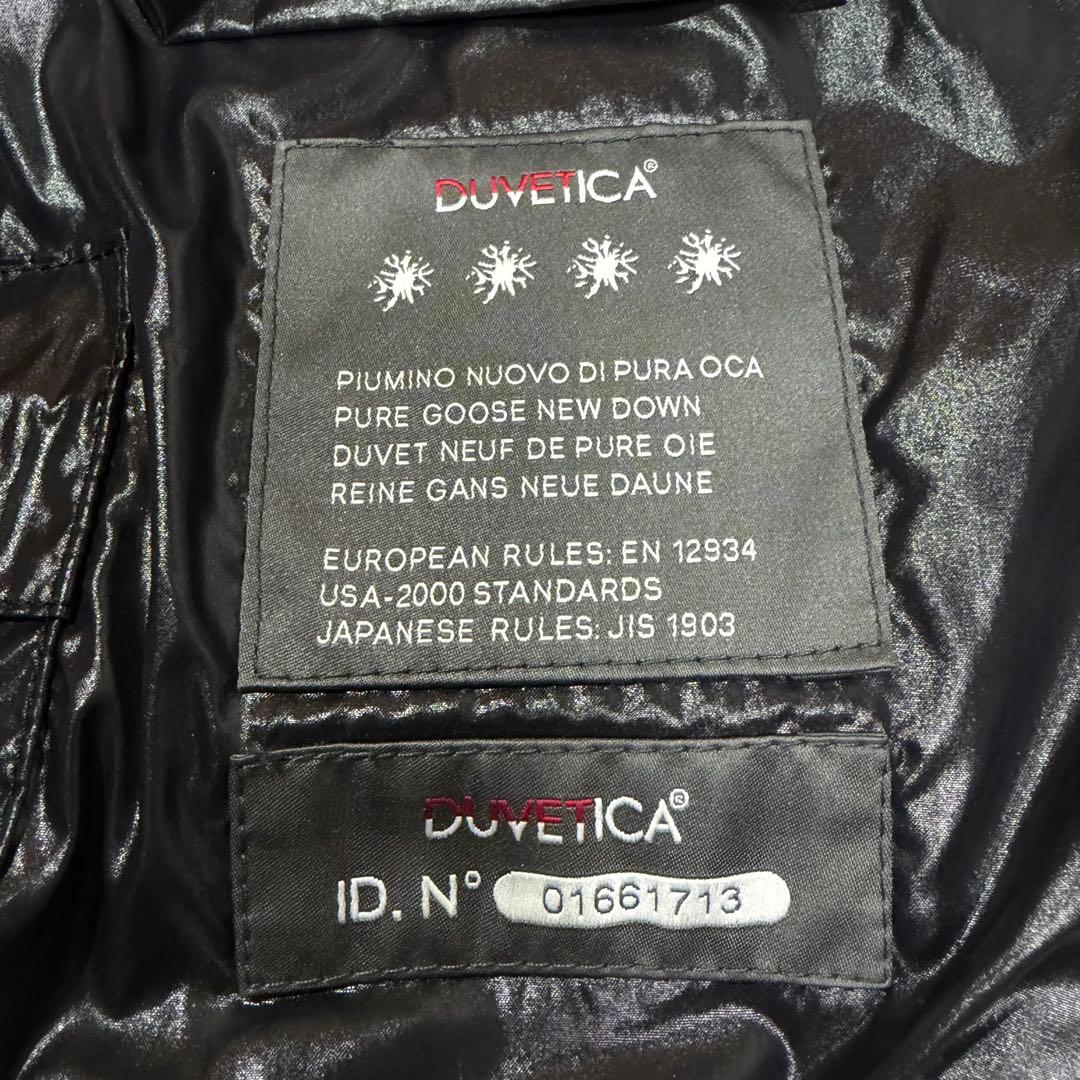 DUVETICA®
PIUMINO NUOVO DI PURA OCA
PURE GOOSE NEW DOWN
DUVET NEUF DE PURE OIE
REINE GANS NEUE DAUNE
EUROPEAN RULES: EN 12934
USA-2000 STANDARDS
JAPANESE RULES: JIS 1903
DUVETICA®
ID. N° 01661713